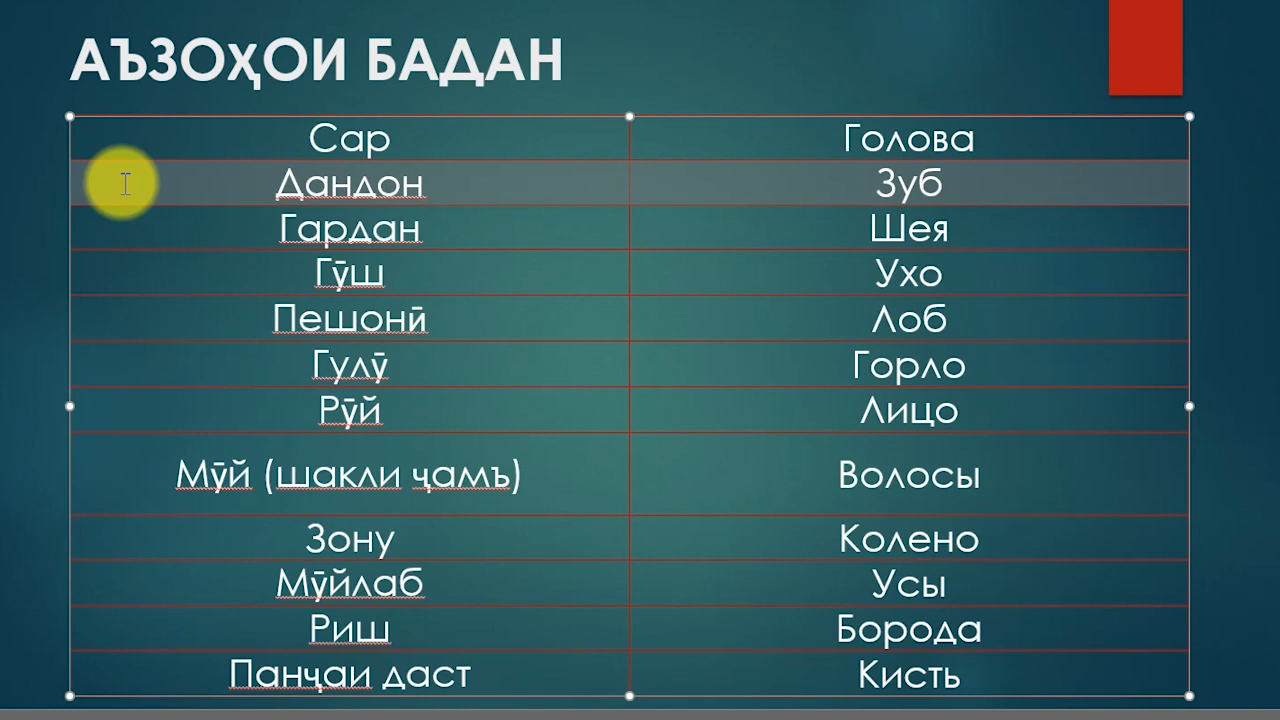 АЪЗОҲОИ БАДАН
Сар Голова
Дандон Зуб
Гардан Шея
Гӯш Ухо
Пешонӣ Лоб
Гулӯ Горло
Рӯй Лицо
Мӯй (шакли ҷамъ) Волосы
Зону Колено
Мӯйлаб Усы
Риш Борода
Панҷаи даст Кисть